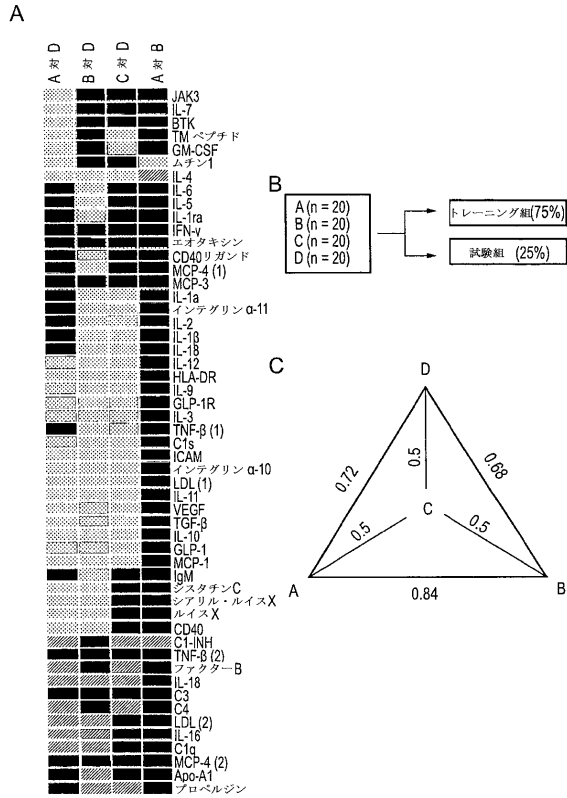 A
A 対 D
B 対 D
C 対 D
A 対 B
JAK3
IL-7
BTK
TM ペプチド
GM-CSF
ムチン1
IL-4
IL-6
IL-5
IL-1ra
IFN-γ
エオタキシン
CD40リガンド
MCP-4 (1)
MCP-3
IL-1a
インテグリン α-11
IL-2
IL-1β
IL-18
IL-12
HLA-DR
IL-9
GLP-1R
IL-3
TNF-β (1)
C1s
ICAM
インテグリン α-10
LDL (1)
IL-11
VEGF
TGF-β
IL-10
GLP-1
MCP-1
IgM
シスタチンC
シアリル・ルイスX
ルイスX
CD40
C1-INH
TNF-β (2)
ファクターB
IL-18
C3
C4
LDL (2)
IL-16
C1q
MCP-4 (2)
Apo-A1
プロペルジン
B
A (n = 20)
B (n = 20)
C (n = 20)
D (n = 20)
トレーニング組(75%)
試験組 (25%)
C
D
0.72
0.5
0.68
C
0.5
0.5
A
B
0.84